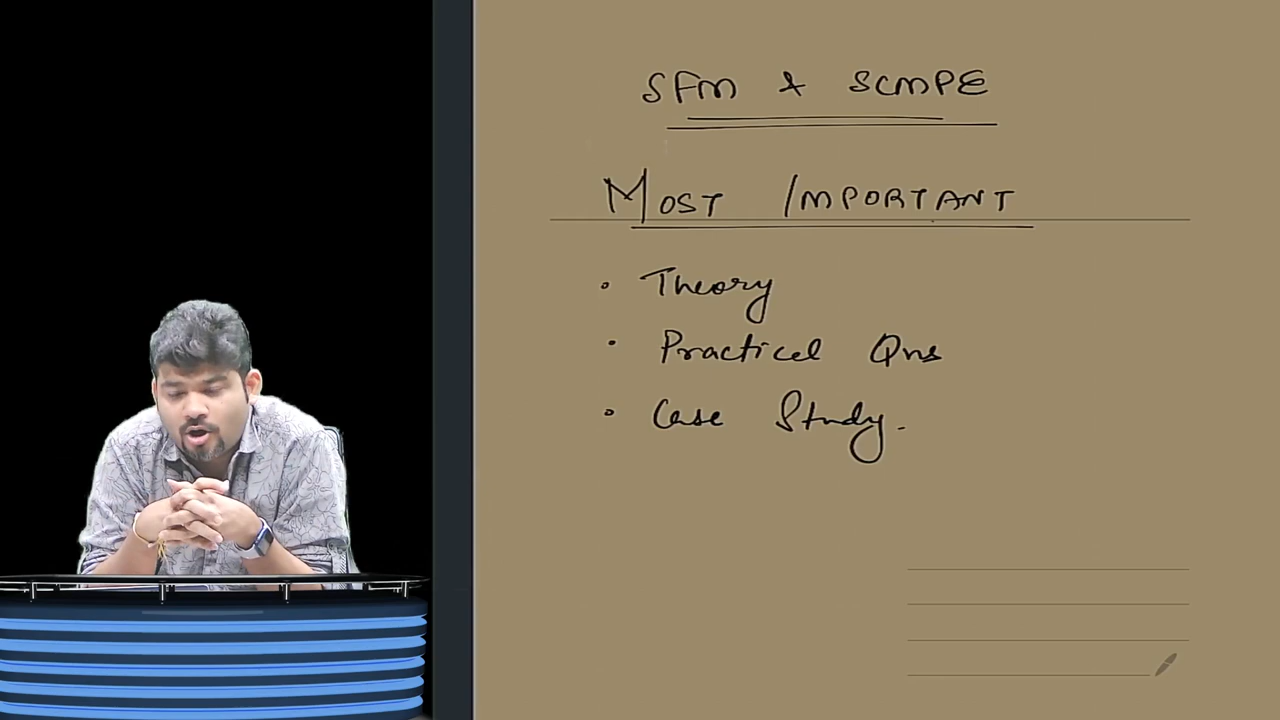 SFM & SCMPE
MOST IMPORTANT
• Theory
• Practical Qns
• Case Study.